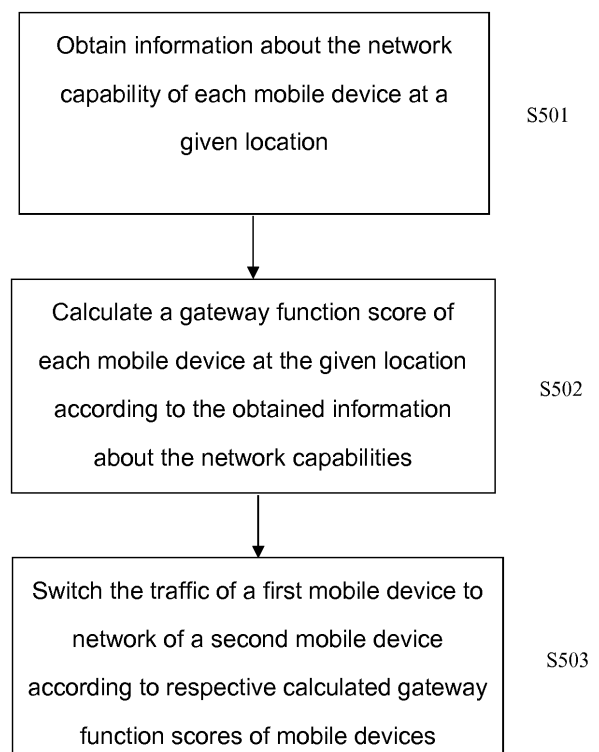 Obtain information about the network
capability of each mobile device at a
given location
S501
Calculate a gateway function score of
each mobile device at the given location
according to the obtained information
about the network capabilities
S502
Switch the traffic of a first mobile device to
network of a second mobile device
according to respective calculated gateway
function scores of mobile devices
S503